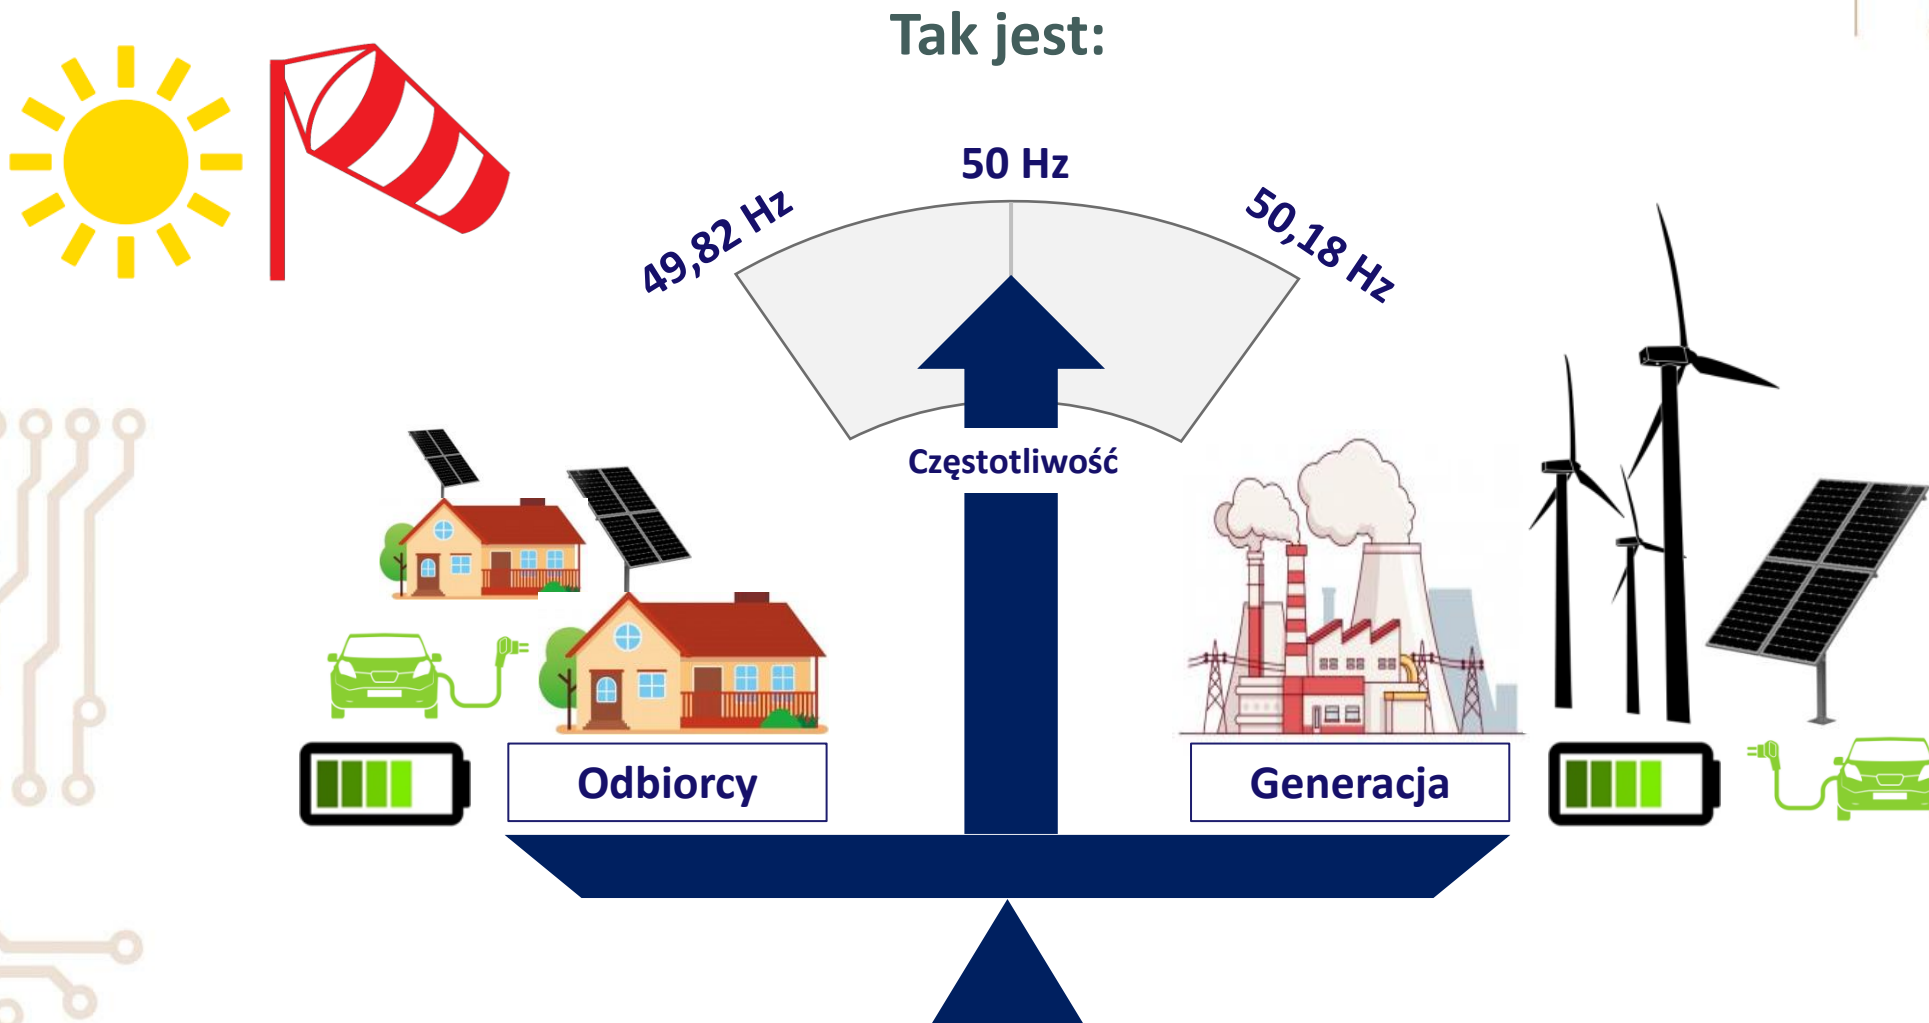 Tak jest:
50 Hz
49,82 Hz
50,18 Hz
Częstotliwość
Odbiorcy
Generacja